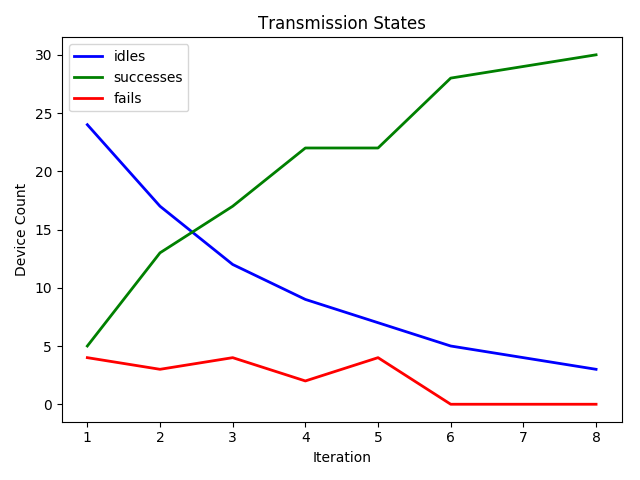 Transmission States
idles
successes
fails
30
25
20
15
10
5
0
Device Count
1 2 3 4 5 6 7 8
Iteration